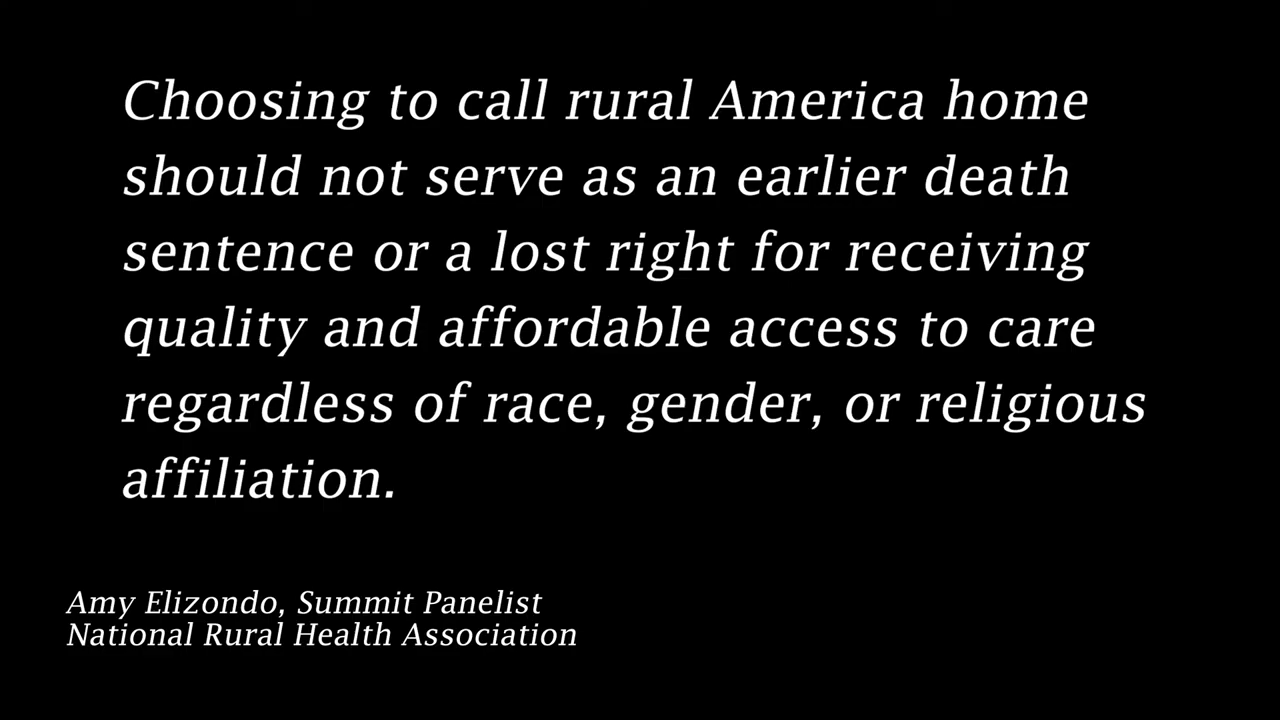 Choosing to call rural America home
should not serve as an earlier death
sentence or a lost right for receiving
quality and affordable access to care
regardless of race, gender, or religious
affiliation.
Amy Elizondo, Summit Panelist
National Rural Health Association